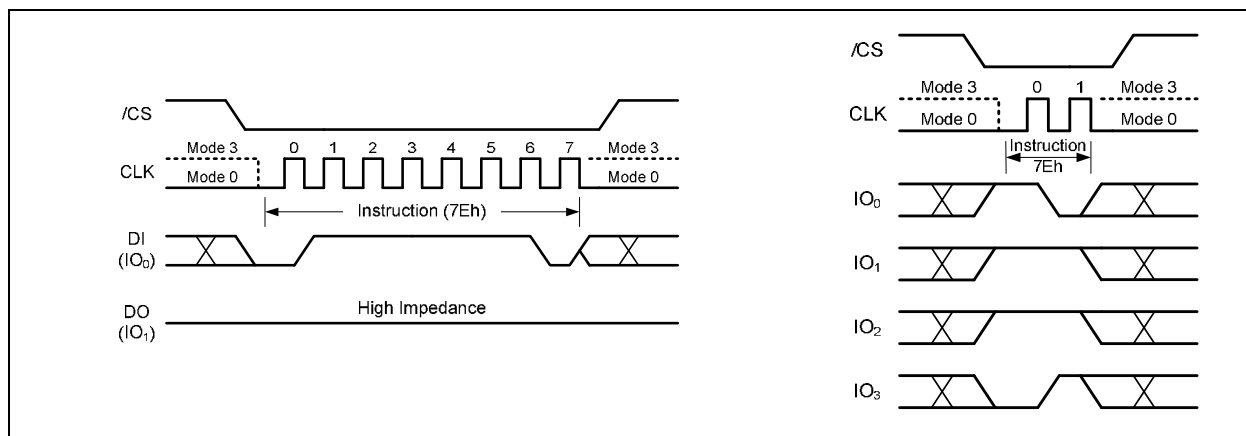 /CS
Mode 3 0 1 2 3 4 5 6 7 Mode 3
CLK Mode 0 Mode 0
Instruction (7Eh)
DI
(IO₀)
High Impedance
DO
(IO₁)
/CS
Mode 3 0 1 Mode 3
CLK Mode 0 Mode 0
Instruction
7Eh
IO₀
IO₁
IO₂
IO₃